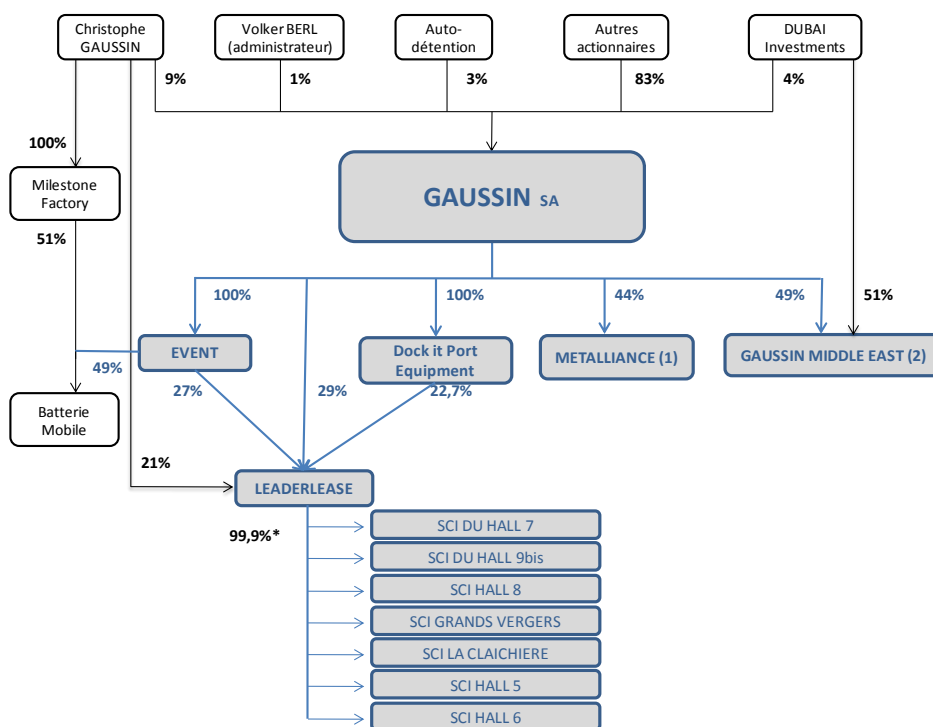 Christophe
GAUSSIN
Volker BERL
(administrateur)
Auto-
détention
Autres
actionnaires
DUBAI
Investments
9%
1%
3%
83%
4%
100%
Milestone
Factory
GAUSSIN SA
51%
100%
100%
44%
49%
51%
EVENT
Dock it Port
Equipment
METALLIANCE (1)
GAUSSIN MIDDLE EAST (2)
49%
27%
29%
22,7%
Batterie
Mobile
21%
LEADERLEASE
99,9%*
SCI DU HALL 7
SCI DU HALL 9bis
SCI HALL 8
SCI GRANDS VERGERS
SCI LA CLAICHIERE
SCI HALL 5
SCI HALL 6